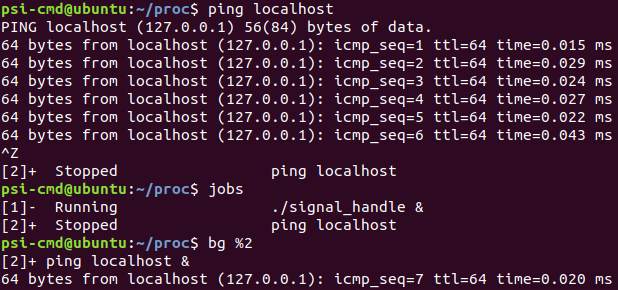 psi-cmd@ubuntu:~/proc$ ping localhost
PING localhost (127.0.0.1) 56(84) bytes of data.
64 bytes from localhost (127.0.0.1): icmp_seq=1 ttl=64 time=0.015 ms
64 bytes from localhost (127.0.0.1): icmp_seq=2 ttl=64 time=0.029 ms
64 bytes from localhost (127.0.0.1): icmp_seq=3 ttl=64 time=0.024 ms
64 bytes from localhost (127.0.0.1): icmp_seq=4 ttl=64 time=0.027 ms
64 bytes from localhost (127.0.0.1): icmp_seq=5 ttl=64 time=0.022 ms
64 bytes from localhost (127.0.0.1): icmp_seq=6 ttl=64 time=0.043 ms
^Z
[2]+  Stopped                 ping localhost
psi-cmd@ubuntu:~/proc$ jobs
[1]-  Running                 ./signal_handle &
[2]+  Stopped                 ping localhost
psi-cmd@ubuntu:~/proc$ bg %2
[2]+ ping localhost &
64 bytes from localhost (127.0.0.1): icmp_seq=7 ttl=64 time=0.020 ms